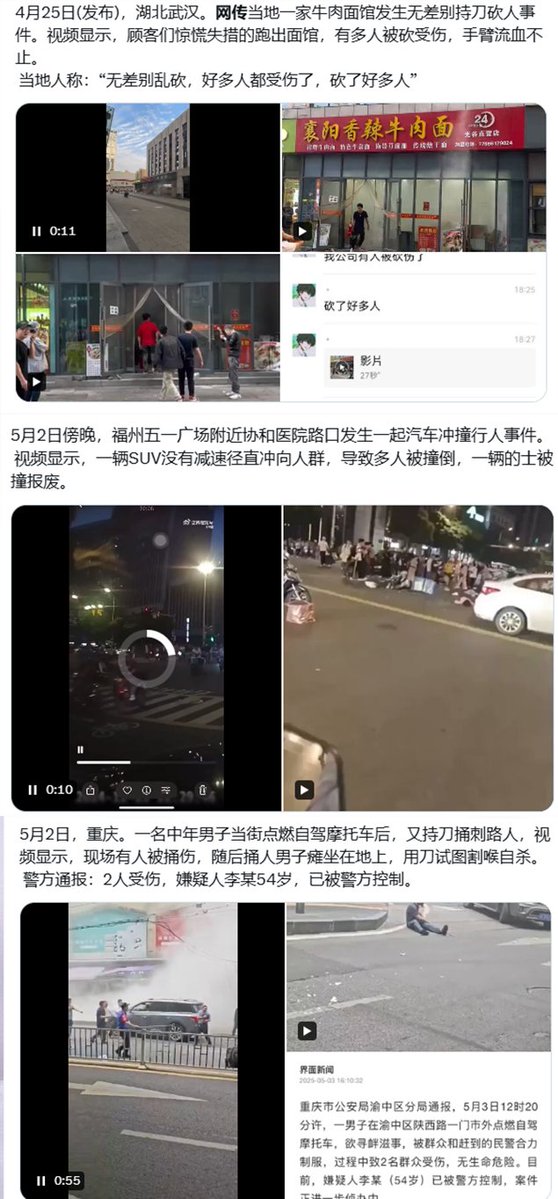 4月25日(发布)，湖北武汉。网传当地一家牛肉面馆发生无差别持刀砍人事
件。视频显示，顾客们惊慌失措的跑出面馆，有多人被砍受伤，手臂流血不
止。
当地人称：“无差别乱砍，好多人都受伤了，砍了好多人”
0:11
襄阳香辣牛肉面
24
我公司有人被砍伤了
18:25
砍了好多人
18:27
影片
27秒
5月2日傍晚，福州五一广场附近协和医院路口发生一起汽车冲撞行人事件。
视频显示，一辆SUV没有减速径直冲向人群，导致多人被撞倒，一辆的士被
撞报废。
0:10
5月2日，重庆。一名中年男子当街点燃自驾摩托车后，又持刀捅刺路人，视
频显示，现场有人被捅伤，随后捅人男子瘫坐在地上，用刀试图割喉自杀。
警方通报：2人受伤，嫌疑人李某54岁，已被警方控制。
0:55
界面新闻
2025-05-03 16:10:32
重庆市公安局渝中区分局通报，5月3日12时20
分许，一男子在渝中区陕西路一门市外点燃自驾
摩托车，欲寻衅滋事，被群众和赶到的民警合力
制服，过程中致2名群众受伤，无生命危险。目
前，嫌疑人李某（54岁）已被警方控制，案件
正进一步侦办中